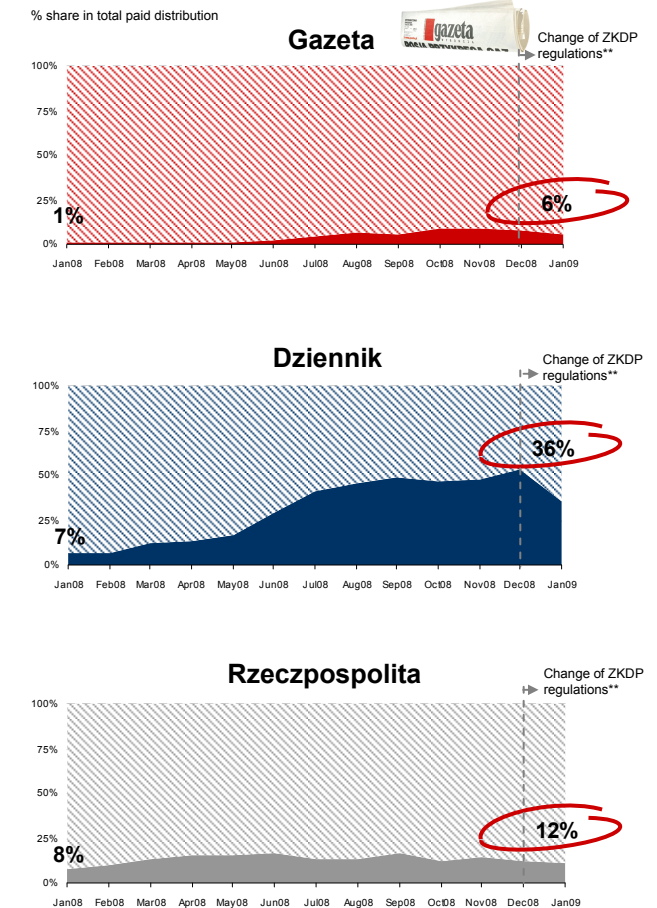 % share in total paid distribution
Gazeta
gazeta
Change of ZKDP
regulations**
100%
75%
50%
25%
1%
6%
0%
Jan08 Feb08 Mar08 Apr08 May08 Jun08 Jul08 Aug08 Sep08 Oct08 Nov08 Dec08 Jan09
Dziennik
Change of ZKDP
regulations**
100%
75%
36%
50%
25%
7%
0%
Jan08 Feb08 Mar08 Apr08 May08 Jun08 Jul08 Aug08 Sep08 Oct08 Nov08 Dec08 Jan09
Rzeczpospolita
Change of ZKDP
regulations**
100%
75%
50%
25%
12%
8%
0%
Jan08 Feb08 Mar08 Apr08 May08 Jun08 Jul08 Aug08 Sep08 Oct08 Nov08 Dec08 Jan09